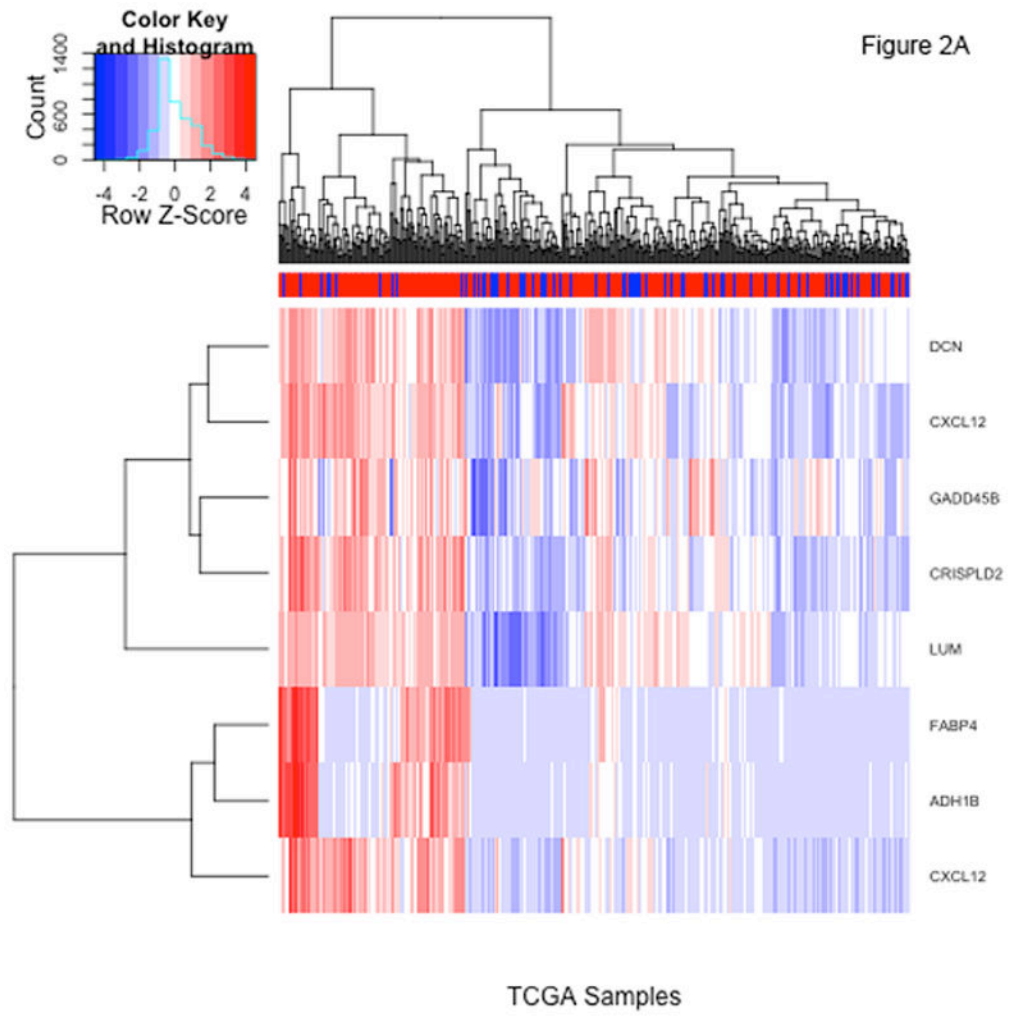 Color Key
and Histogram
Figure 2A
Count
0 600 1400
-4 -2 0 2 4
Row Z-Score
DCN
CXCL12
GADD45B
CRISPLD2
LUM
FABP4
ADH1B
CXCL12
TCGA Samples